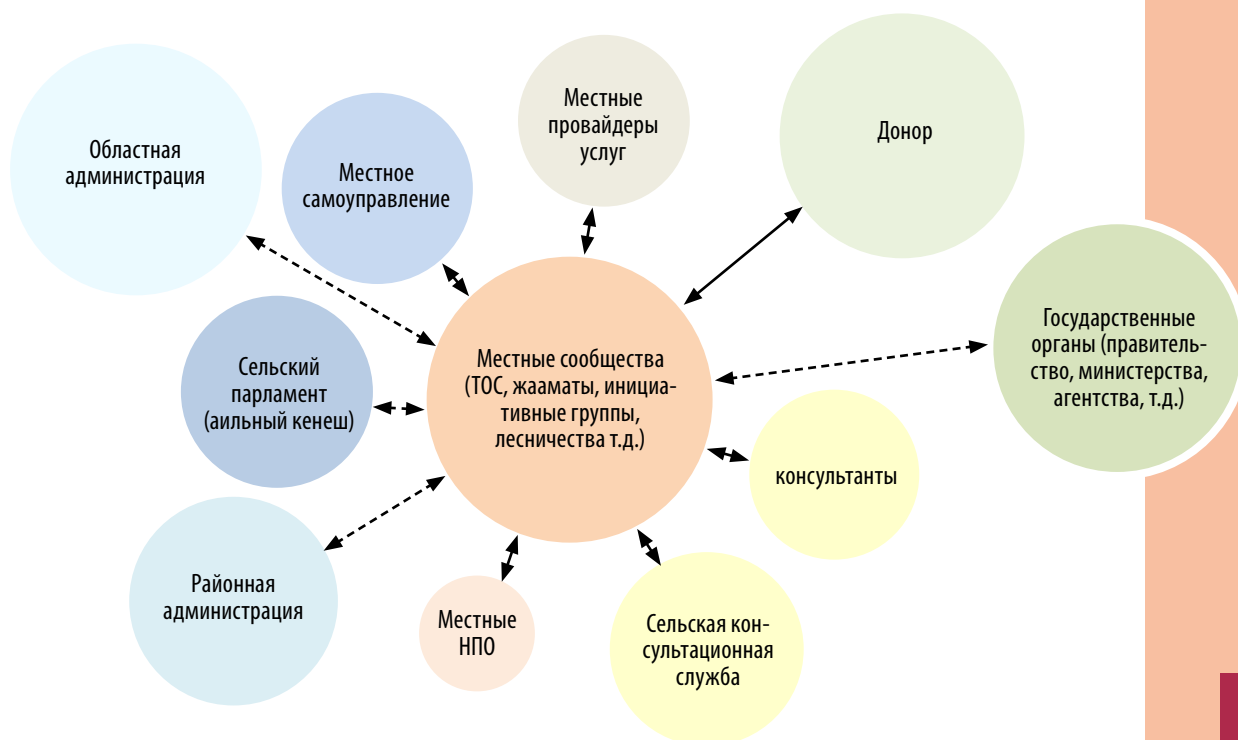 Областная
администрация
Местное
самоуправление
Местные
провайдеры
услуг
Донор
Государственные
органы (правитель-
ство, министерства,
агентства, т.д.)
Сельский
парламент
(аильный кенеш)
Местные сообщества
(ТОС, жааматы, инициа-
тивные группы,
лесничества т.д.)
консультанты
Районная
администрация
Местные
НПО
Сельская кон-
сультационная
служба